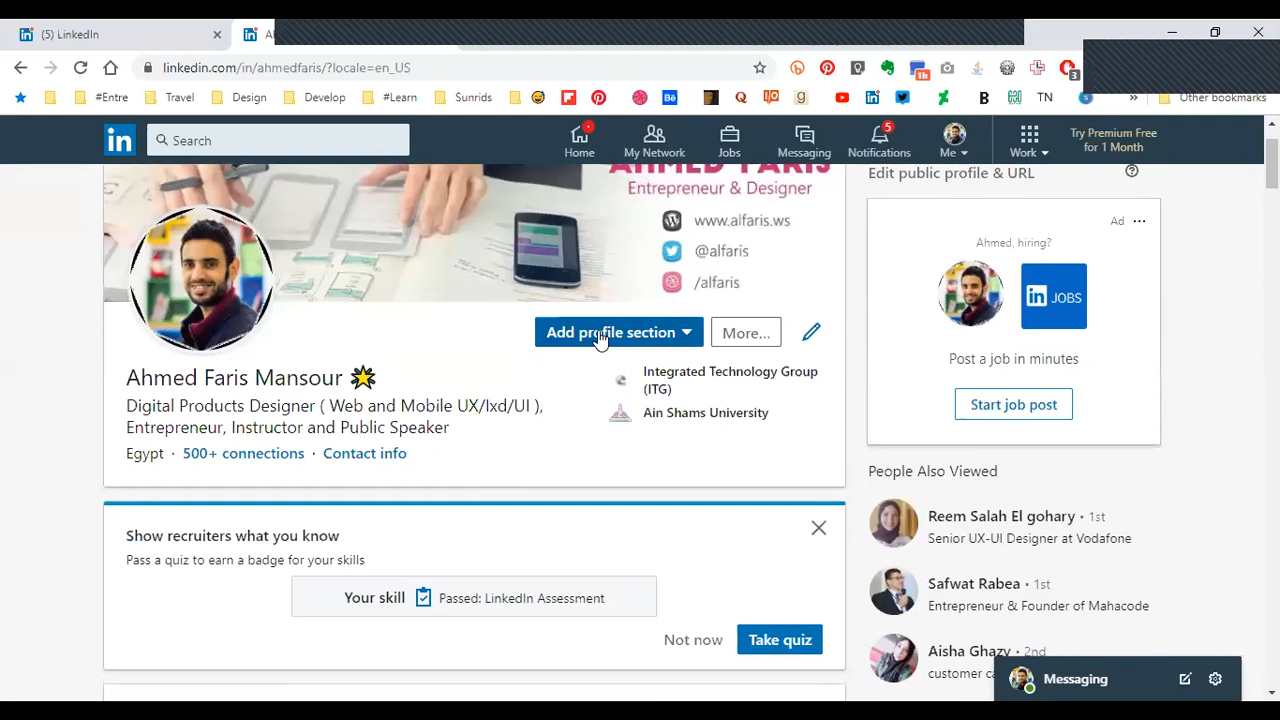 (5) LinkedIn
linkedin.com/in/ahmedfaris/?locale=en_US
1h
3
#Entre
Travel
Design
Develop
#Learn
Sunrids
TN
Other bookmarks
in
Search
Home
My Network
Jobs
Messaging
5
Notifications
Me
Work
Try Premium Free
for 1 Month
AHMED FARIS
Entrepreneur & Designer
www.alfaris.ws
@alfaris
/alfaris
Add profile section
More...
Ahmed Faris Mansour
Digital Products Designer ( Web and Mobile UX/Ixd/UI ),
Entrepreneur, Instructor and Public Speaker
Egypt · 500+ connections · Contact info
Integrated Technology Group
(ITG)
Ain Shams University
Show recruiters what you know
Pass a quiz to earn a badge for your skills
Your skill
Passed: LinkedIn Assessment
Not now
Take quiz
Edit public profile & URL
Ad ...
Ahmed, hiring?
in JOBS
Post a job in minutes
Start job post
People Also Viewed
Reem Salah El gohary • 1st
Senior UX-UI Designer at Vodafone
Safwat Rabea • 1st
Entrepreneur & Founder of Mahacode
Aisha Ghazy • 2nd
customer
Messaging